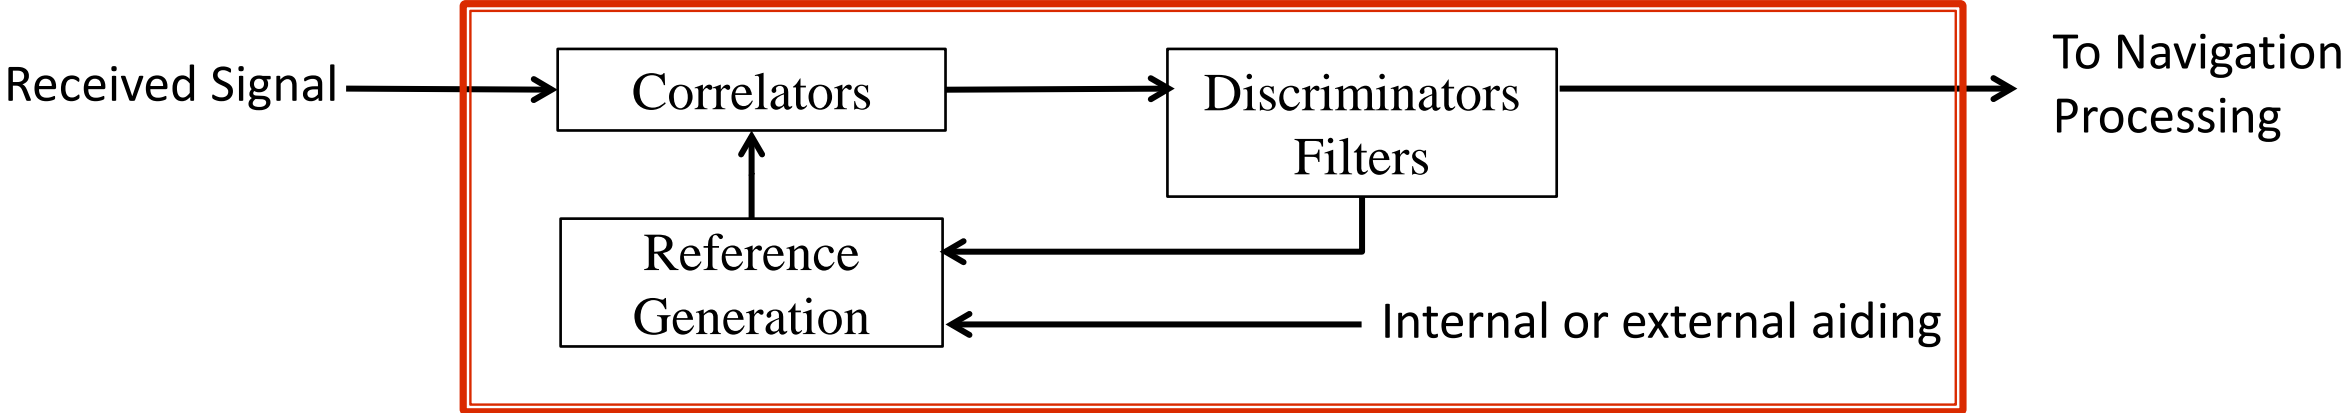 Received Signal
Correlators
Discriminators
Filters
To Navigation
Processing
Reference
Generation
Internal or external aiding